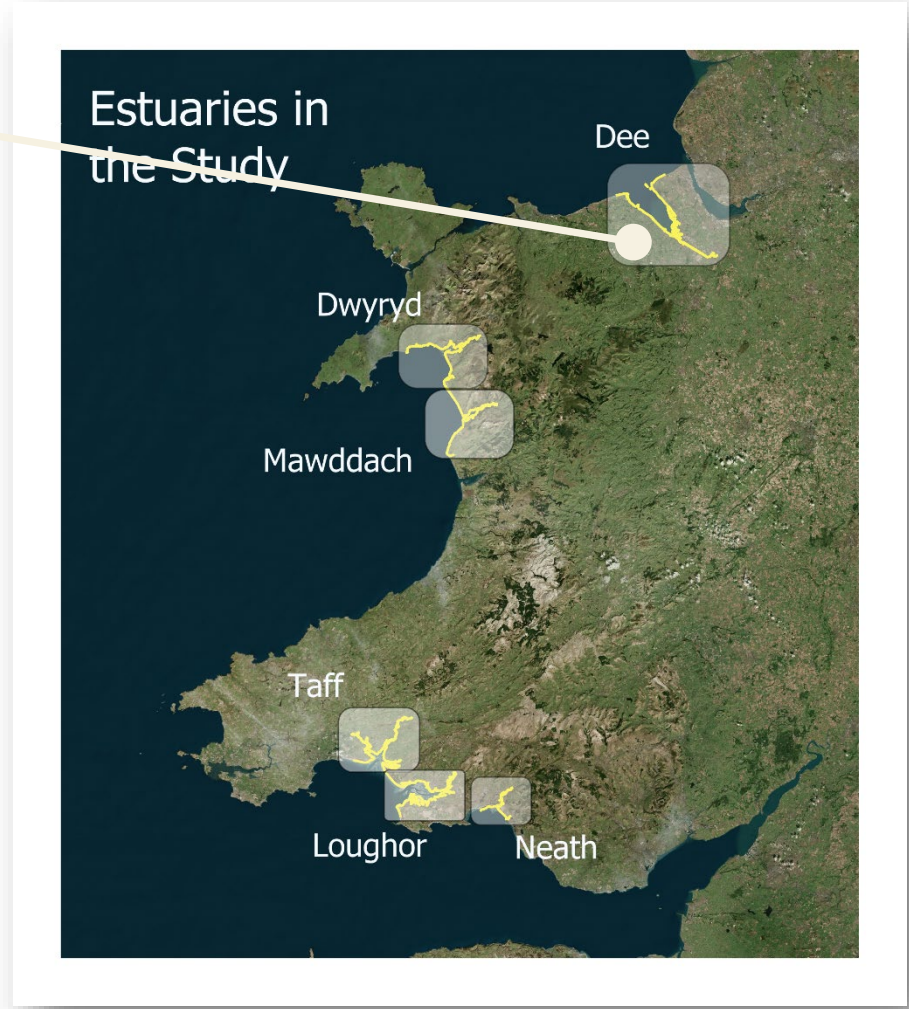 Estuaries in
the Study
Dee
Dwyryd
Mawddach
Taff
Loughor
Neath